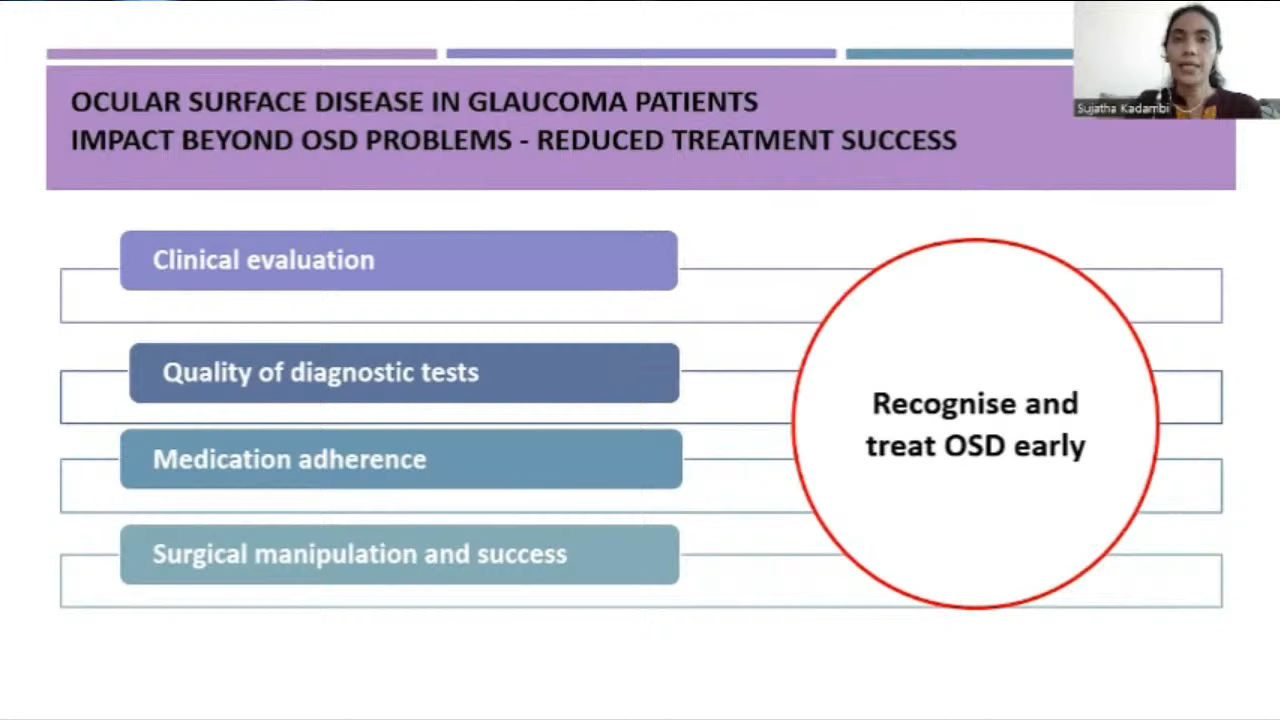 OCULAR SURFACE DISEASE IN GLAUCOMA PATIENTS
IMPACT BEYOND OSD PROBLEMS - REDUCED TREATMENT SUCCESS
Sujatha Kadambi
Clinical evaluation
Quality of diagnostic tests
Medication adherence
Surgical manipulation and success
Recognise and
treat OSD early